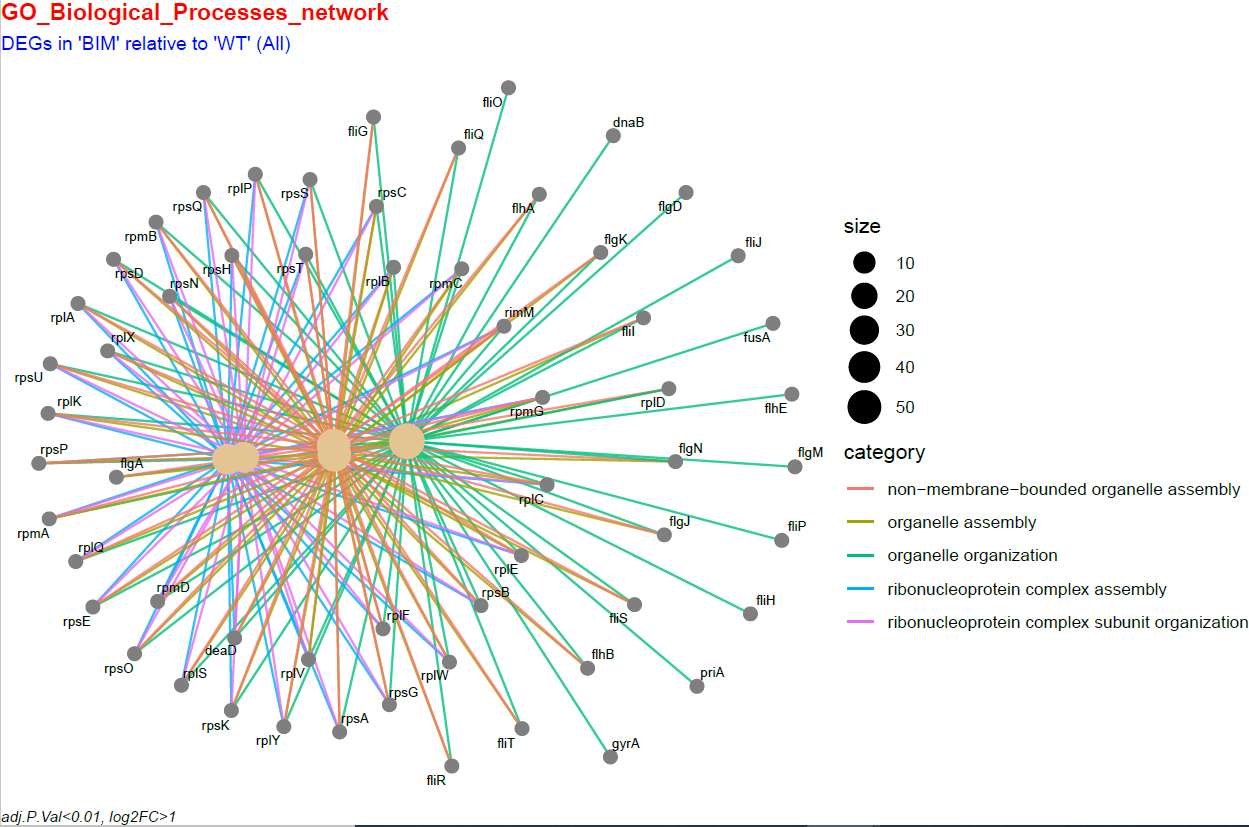 GO_Biological_Processes_network
DEGs in 'BIM' relative to 'WT' (All)
fliO
fliG
dnaB
fliQ
rplP
rpsS
rpsC
rpsQ
flhA
flgD
rpmB
flgK
fliJ
rpsD
rpsH
rpsT
rplB
rpmC
rpsN
rplA
rimM
fliI
fusA
rplX
rpsU
rplK
rpmG
rplD
flhE
rpsP
flgA
flgN
flgM
rplC
rpmA
flgJ
fliP
rplQ
rplE
rpmD
rpsB
fliH
rpsE
rplF
fliS
deaD
flhB
rpsO
rplS
rplV
rplW
priA
rpsG
rpsK
rpsA
rplY
fliT
gyrA
fliR
size
10
20
30
40
50
category
non−membrane−bounded organelle assembly
organelle assembly
organelle organization
ribonucleoprotein complex assembly
ribonucleoprotein complex subunit organization
adj.P.Val<0.01, log2FC>1